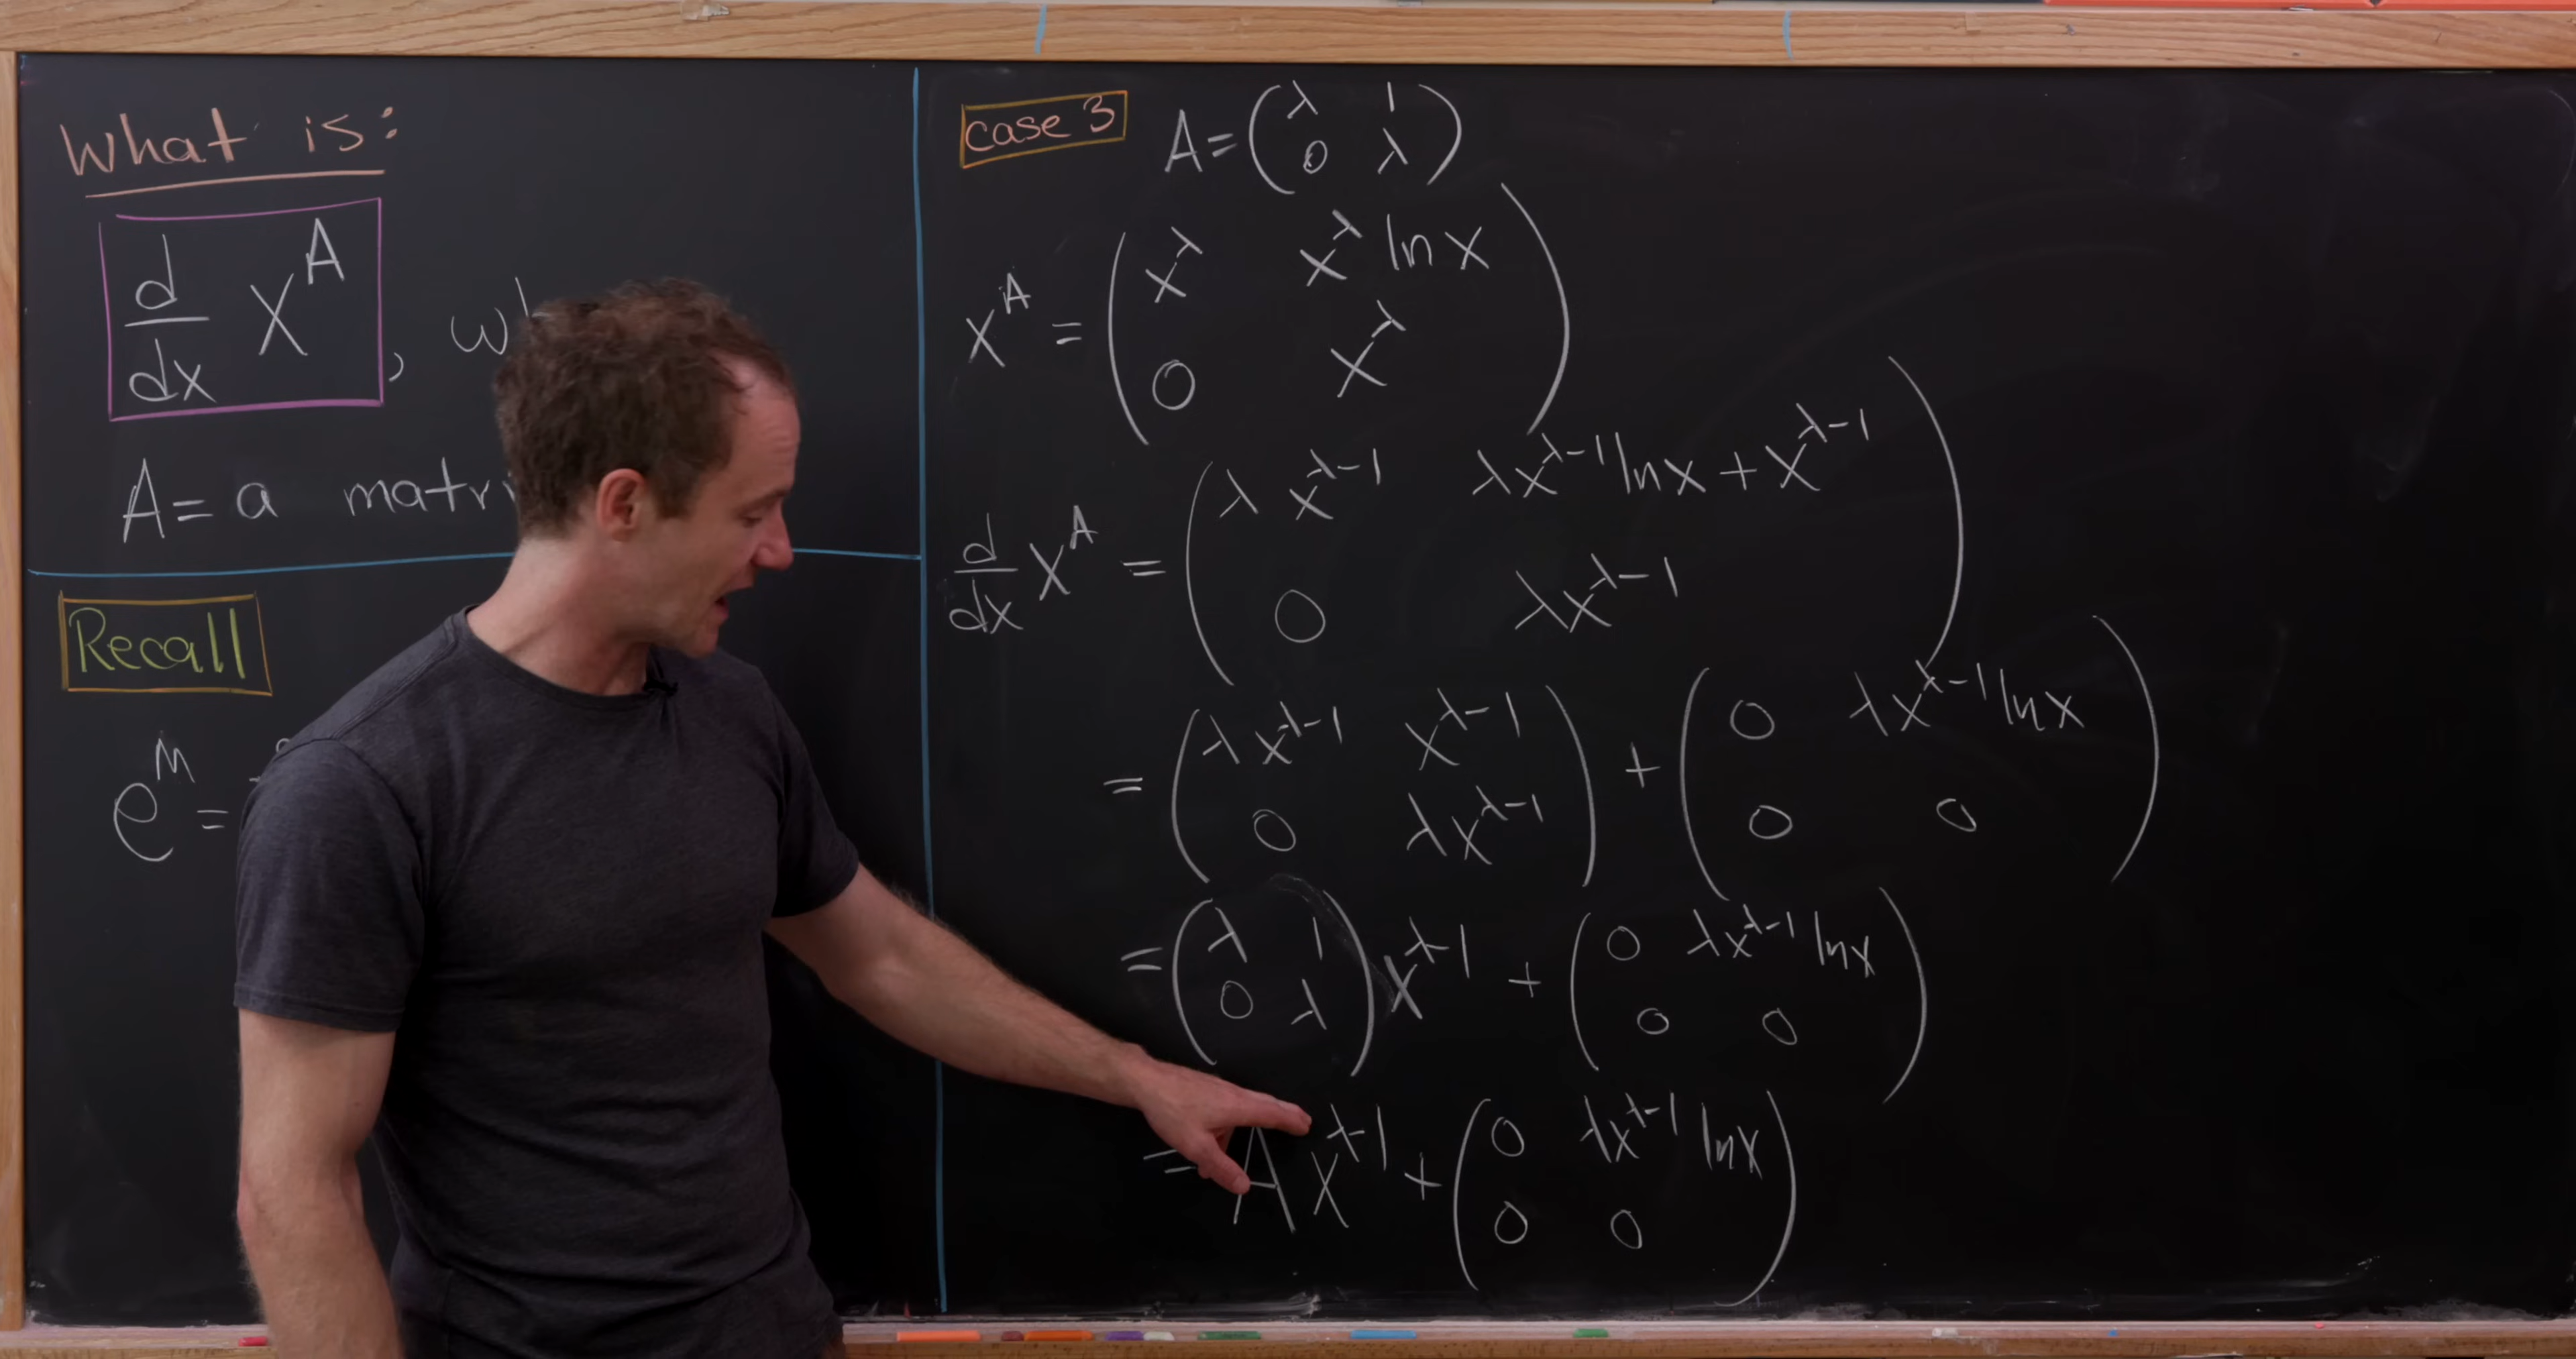 What is:
d/dx x^A,
A = a
Recall
e^M =
case 3 A = (λ 1; 0 λ)
x^A = (x^λ x^λ ln x; 0 x^λ)
d/dx x^A = (λ x^{λ-1} λx^{λ-1} ln x + x^{λ-1}; 0 λx^{λ-1})
= (λ x^{λ-1} x^{λ-1}; 0 λx^{λ-1}) + (0 λx^{λ-1} ln x; 0 0)
= (λ 1; 0 λ) x^{λ-1} + (0 λx^{λ-1} ln x; 0 0)
= A x^{λ-1} + (0 λx^{λ-1} ln x; 0 0)